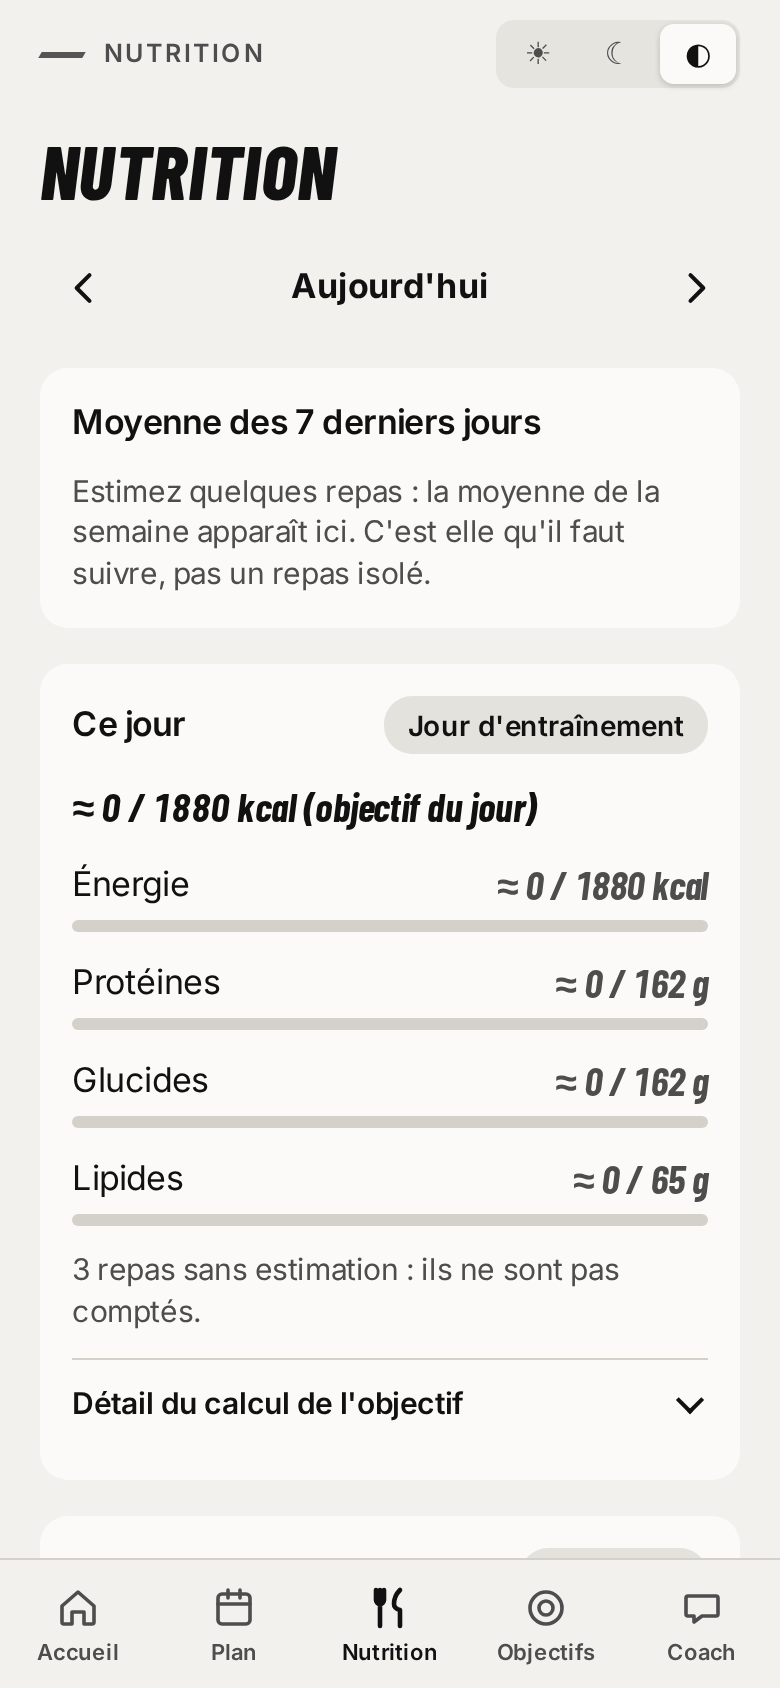 NUTRITION
NUTRITION
Aujourd'hui
Moyenne des 7 derniers jours
Estimez quelques repas : la moyenne de la
semaine apparaît ici. C'est elle qu'il faut
suivre, pas un repas isolé.
Ce jour
Jour d'entraînement
≈ 0 / 1880 kcal (objectif du jour)
Énergie
≈ 0 / 1880 kcal
Protéines
≈ 0 / 162 g
Glucides
≈ 0 / 162 g
Lipides
≈ 0 / 65 g
3 repas sans estimation : ils ne sont pas
comptés.
Détail du calcul de l'objectif
Accueil
Plan
Nutrition
Objectifs
Coach